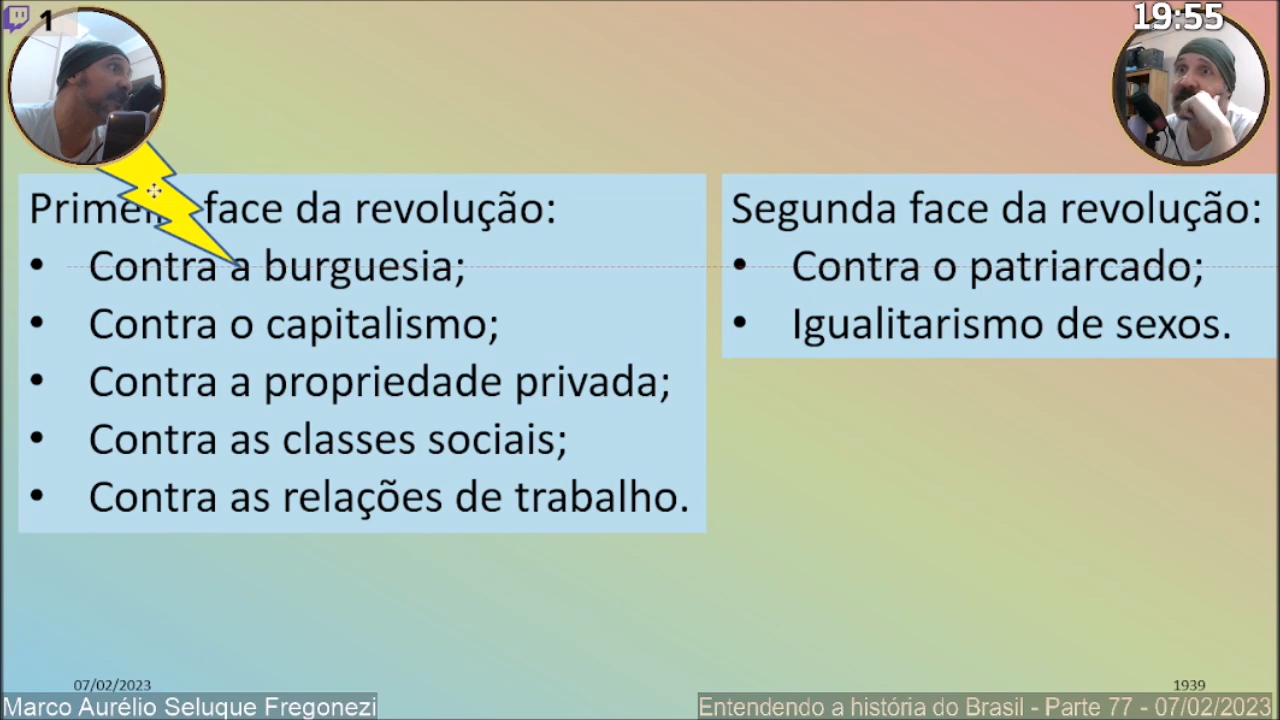 1
19:55
Primeira face da revolução:
• Contra a burguesia;
• Contra o capitalismo;
• Contra a propriedade privada;
• Contra as classes sociais;
• Contra as relações de trabalho.
Segunda face da revolução:
• Contra o patriarcado;
• Igualitarismo de sexos.
07/02/2023
1939
Marco Aurélio Seluque Fregonezi
Entendendo a história do Brasil - Parte 77 - 07/02/2023